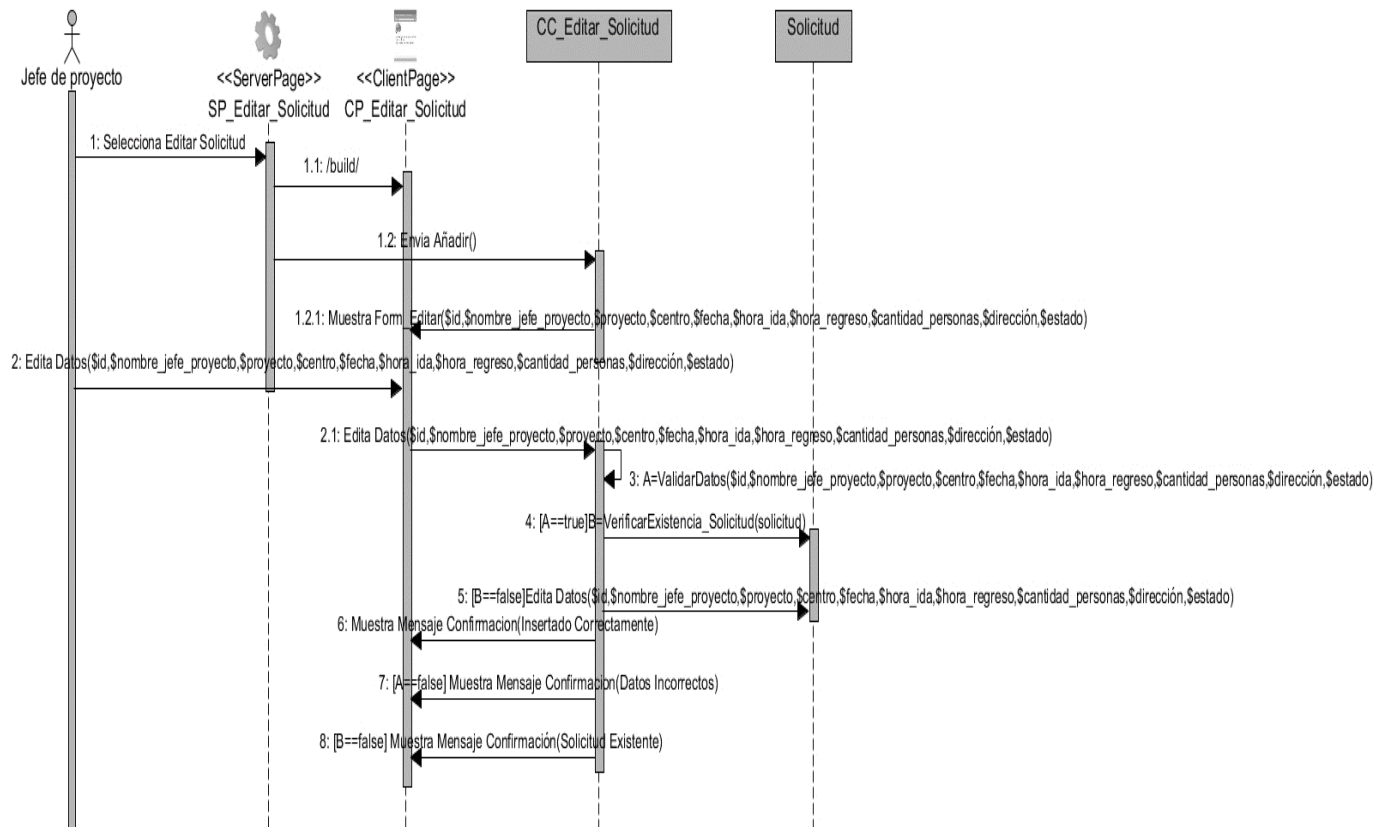 Jefe de proyecto
<<ServerPage>>
SP_Editar_Solicitud
<<ClientPage>>
CP_Editar_Solicitud
CC_Editar_Solicitud
Solicitud
1: Selecciona Editar Solicitud
1.1: /build/
1.2: Envia Añadir()
1.2.1: Muestra Form_Editar($id,$nombre_jefe_proyecto,$proyecto,$centro,$fecha,$hora_ida,$hora_regreso,$cantidad_personas,$dirección,$estado)
2: Edita Datos($id,$nombre_jefe_proyecto,$proyecto,$centro,$fecha,$hora_ida,$hora_regreso,$cantidad_personas,$dirección,$estado)
2.1: Edita Datos($id,$nombre_jefe_proyecto,$proyecto,$centro,$fecha,$hora_ida,$hora_regreso,$cantidad_personas,$dirección,$estado)
3: A=ValidarDatos($id,$nombre_jefe_proyecto,$proyecto,$centro,$fecha,$hora_ida,$hora_regreso,$cantidad_personas,$dirección,$estado)
4: [A==true]B=VerificarExistencia_Solicitud(solicitud)
5: [B==false]Edita Datos($id,$nombre_jefe_proyecto,$proyecto,$centro,$fecha,$hora_ida,$hora_regreso,$cantidad_personas,$dirección,$estado)
6: Muestra Mensaje Confirmacion(Insertado Correctamente)
7: [A==false] Muestra Mensaje Confirmacion(Datos Incorrectos)
8: [B==false] Muestra Mensaje Confirmación(Solicitud Existente)